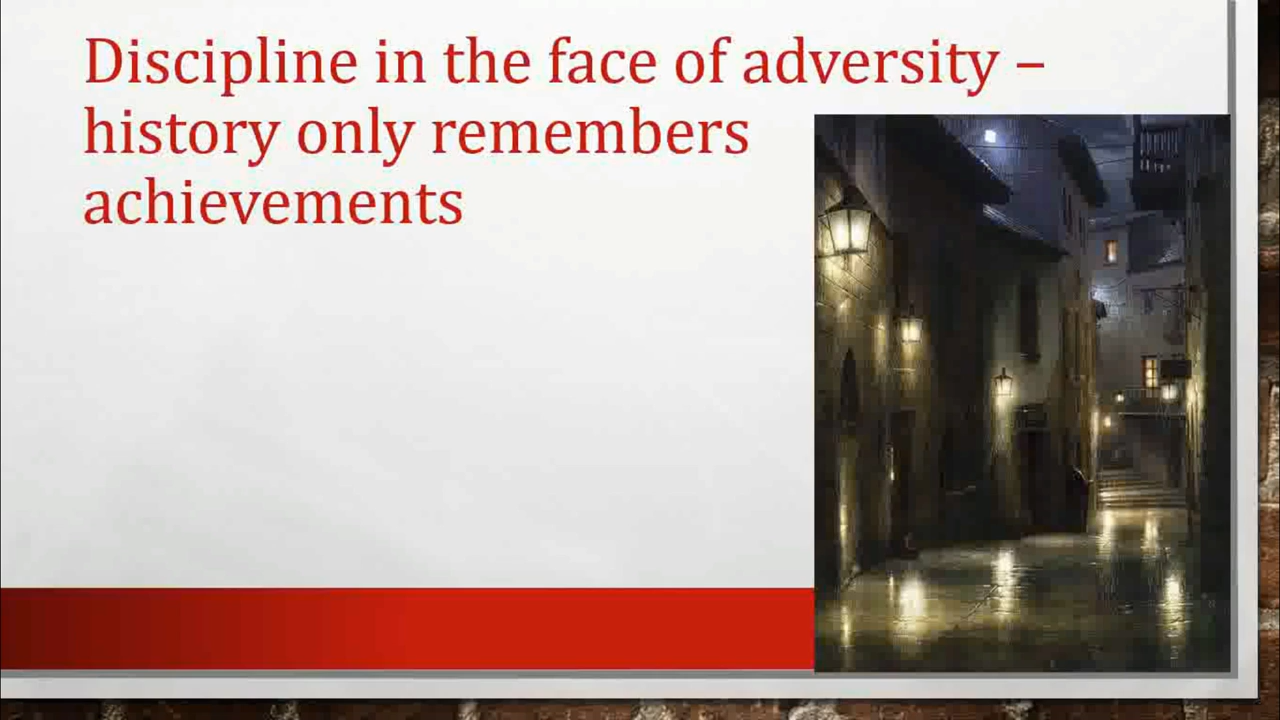 Discipline in the face of adversity –
history only remembers
achievements